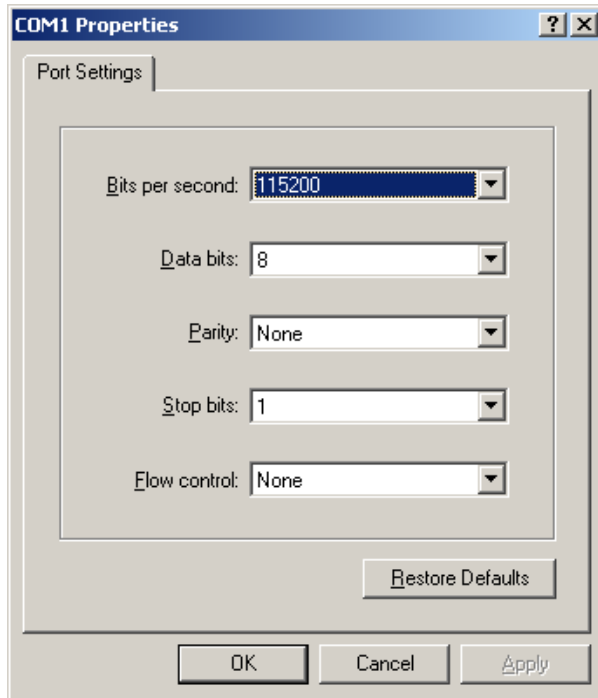 COM1 Properties
Port Settings
Bits per second: 115200
Data bits: 8
Parity: None
Stop bits: 1
Flow control: None
Restore Defaults
OK Cancel Apply